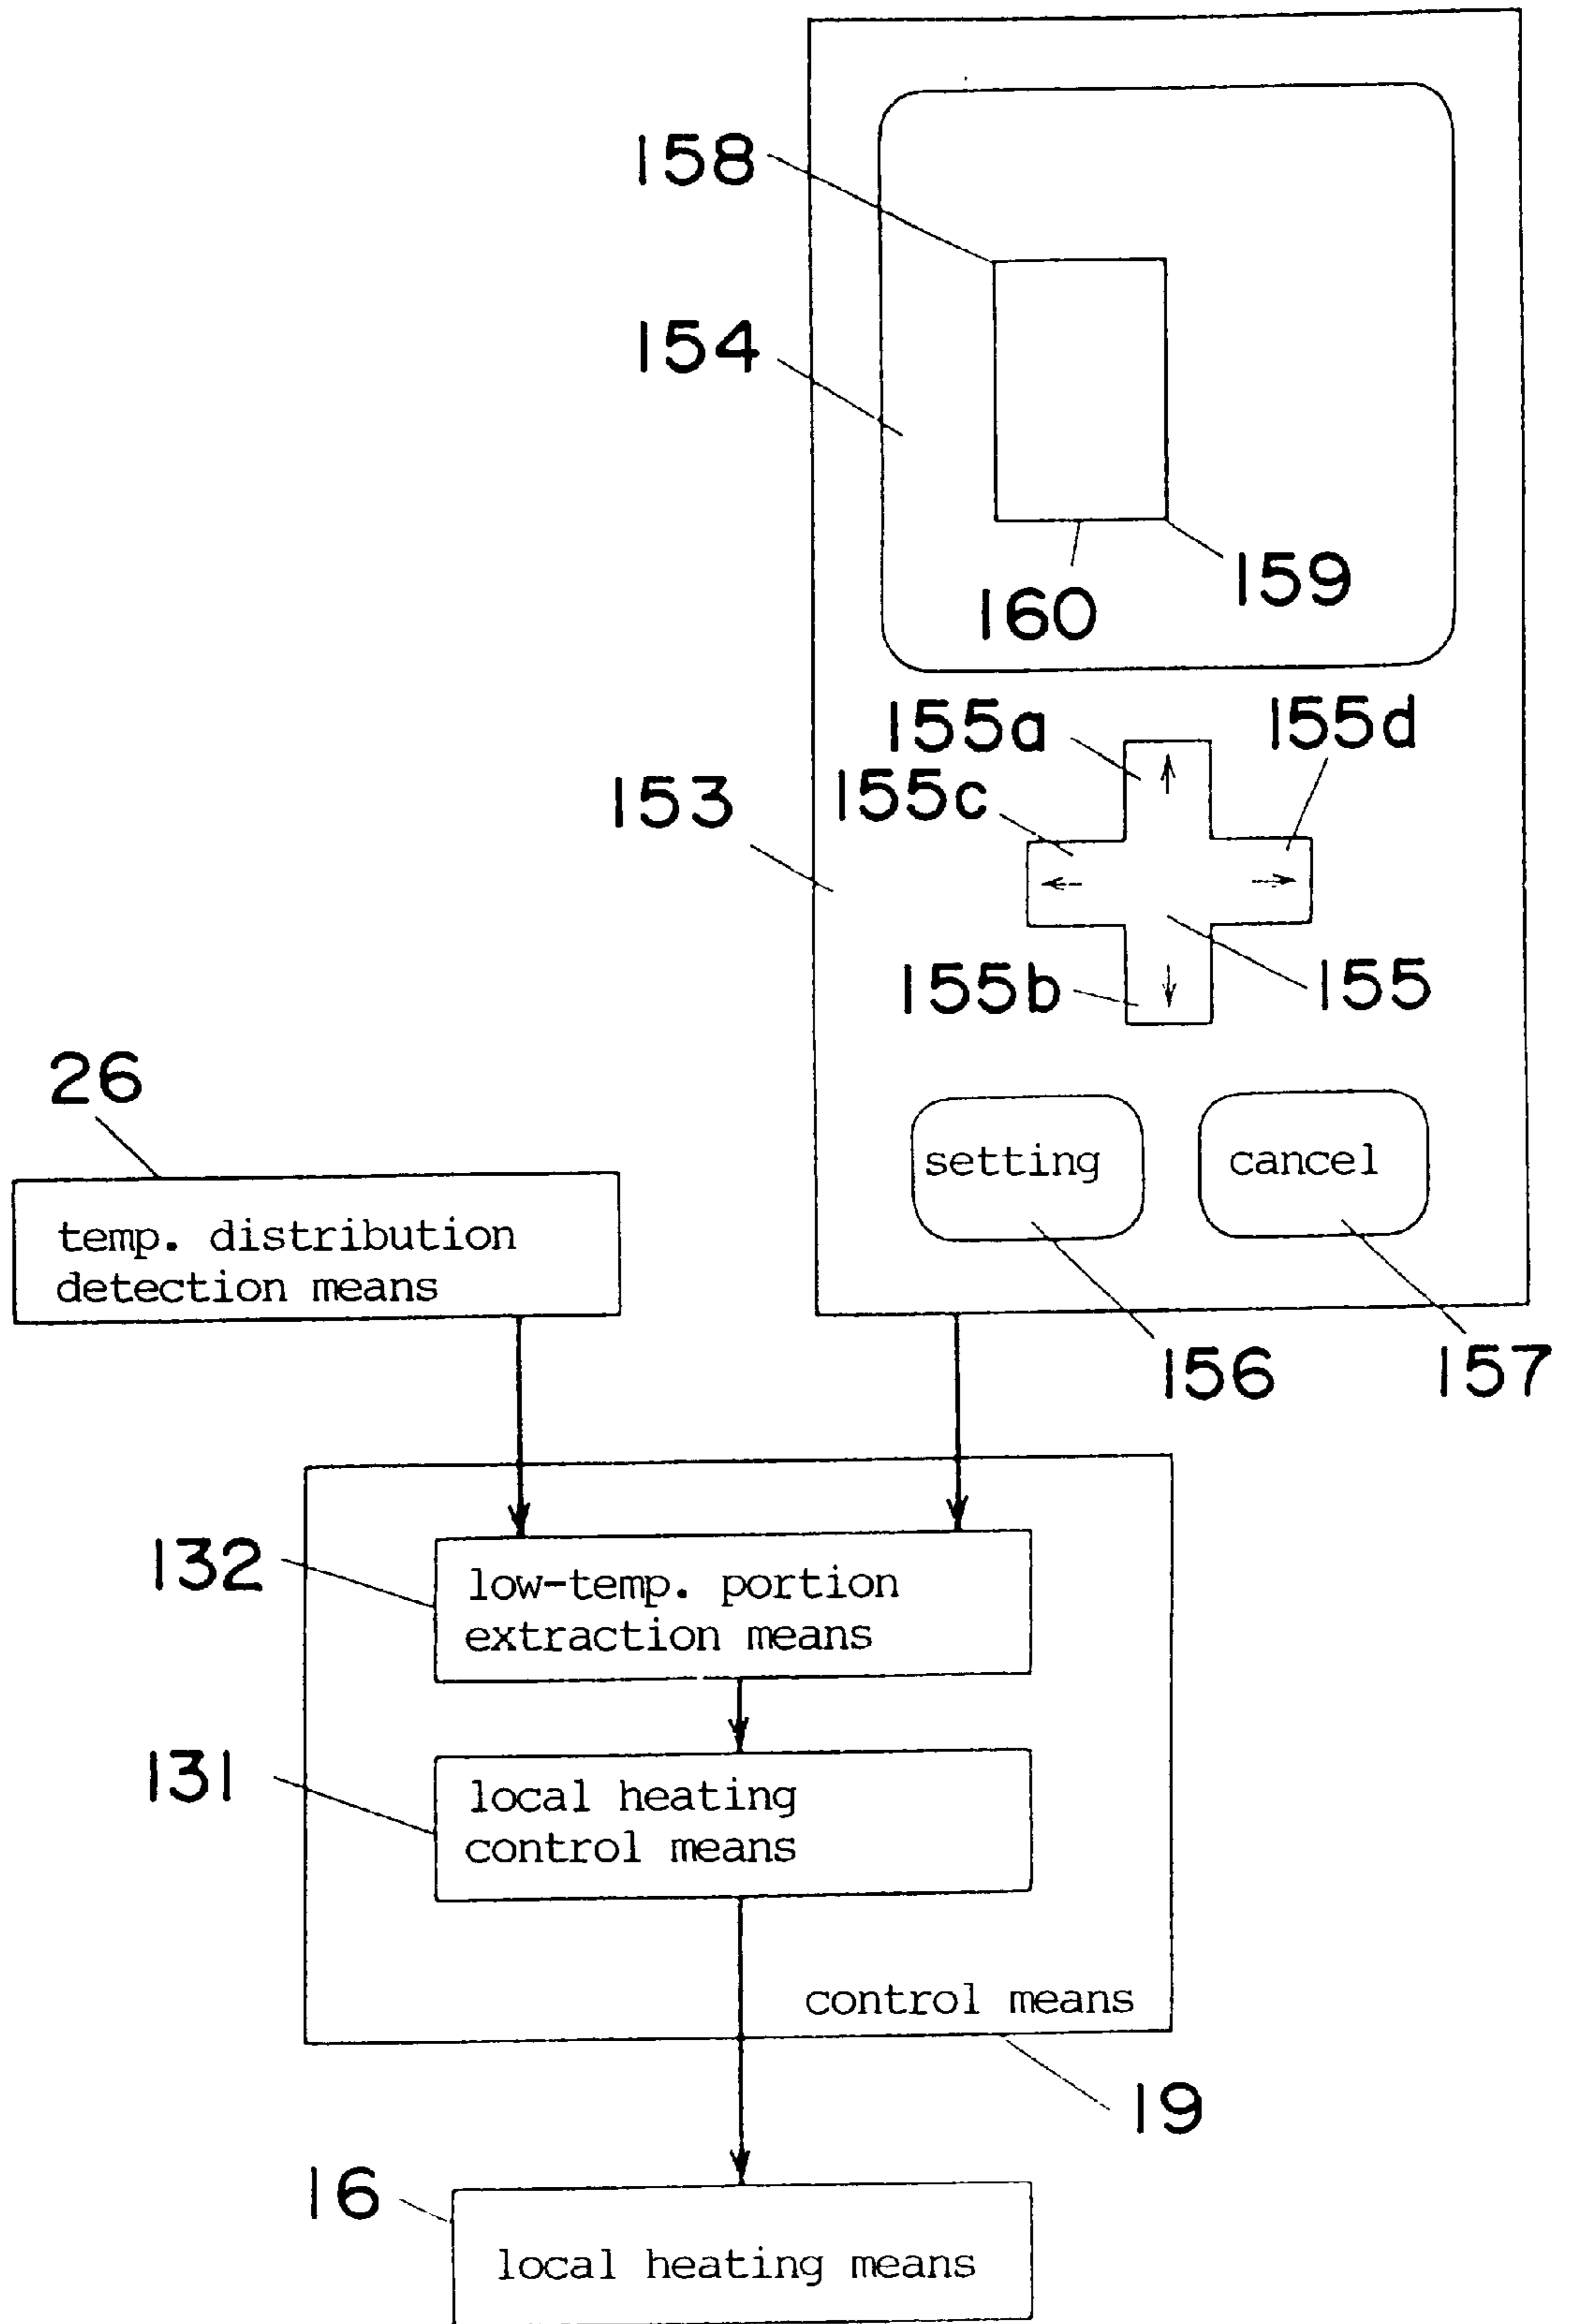 158
154
160
159
155a
155d
155c
153
155b
155
26
setting
cancel
temp. distribution
detection means
156
157
132
low-temp. portion
extraction means
131
local heating
control means
control means
19
16
local heating means